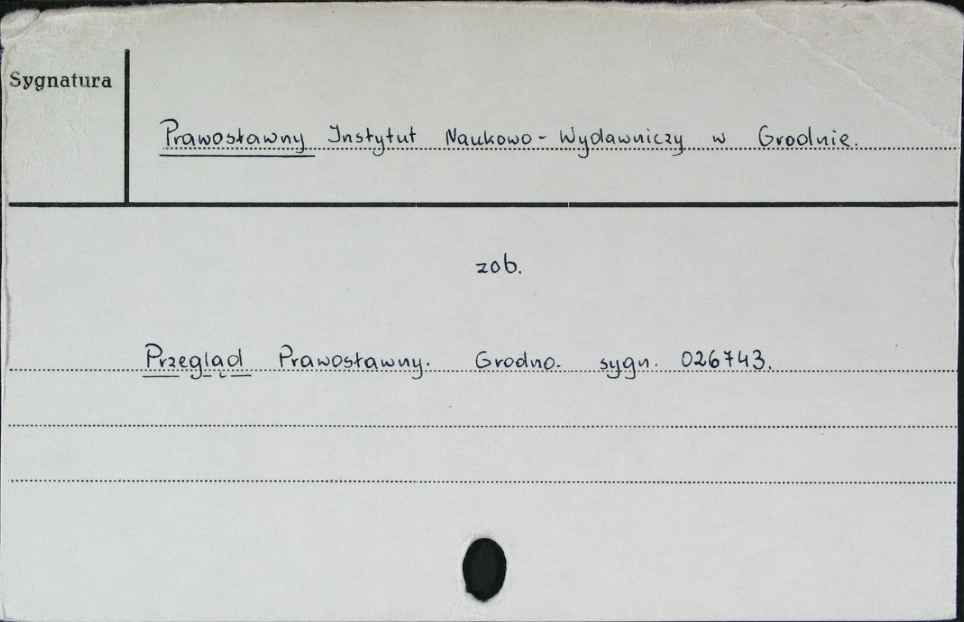 Sygnatura
Prawosławny Instytut Naukowo-Wydawniczy w Grodnie.
zob.
Przegląd Prawosławny. Grodno. sygn. 026743.